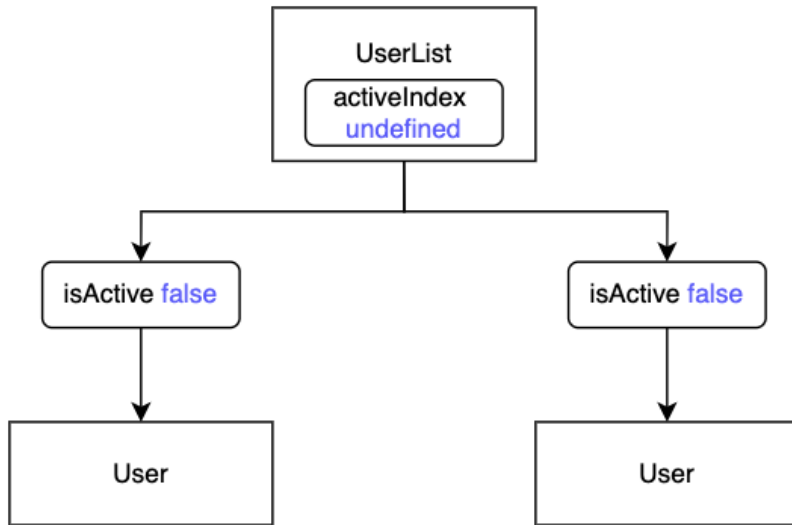 UserList
activeIndex
undefined
isActive false
isActive false
User
User